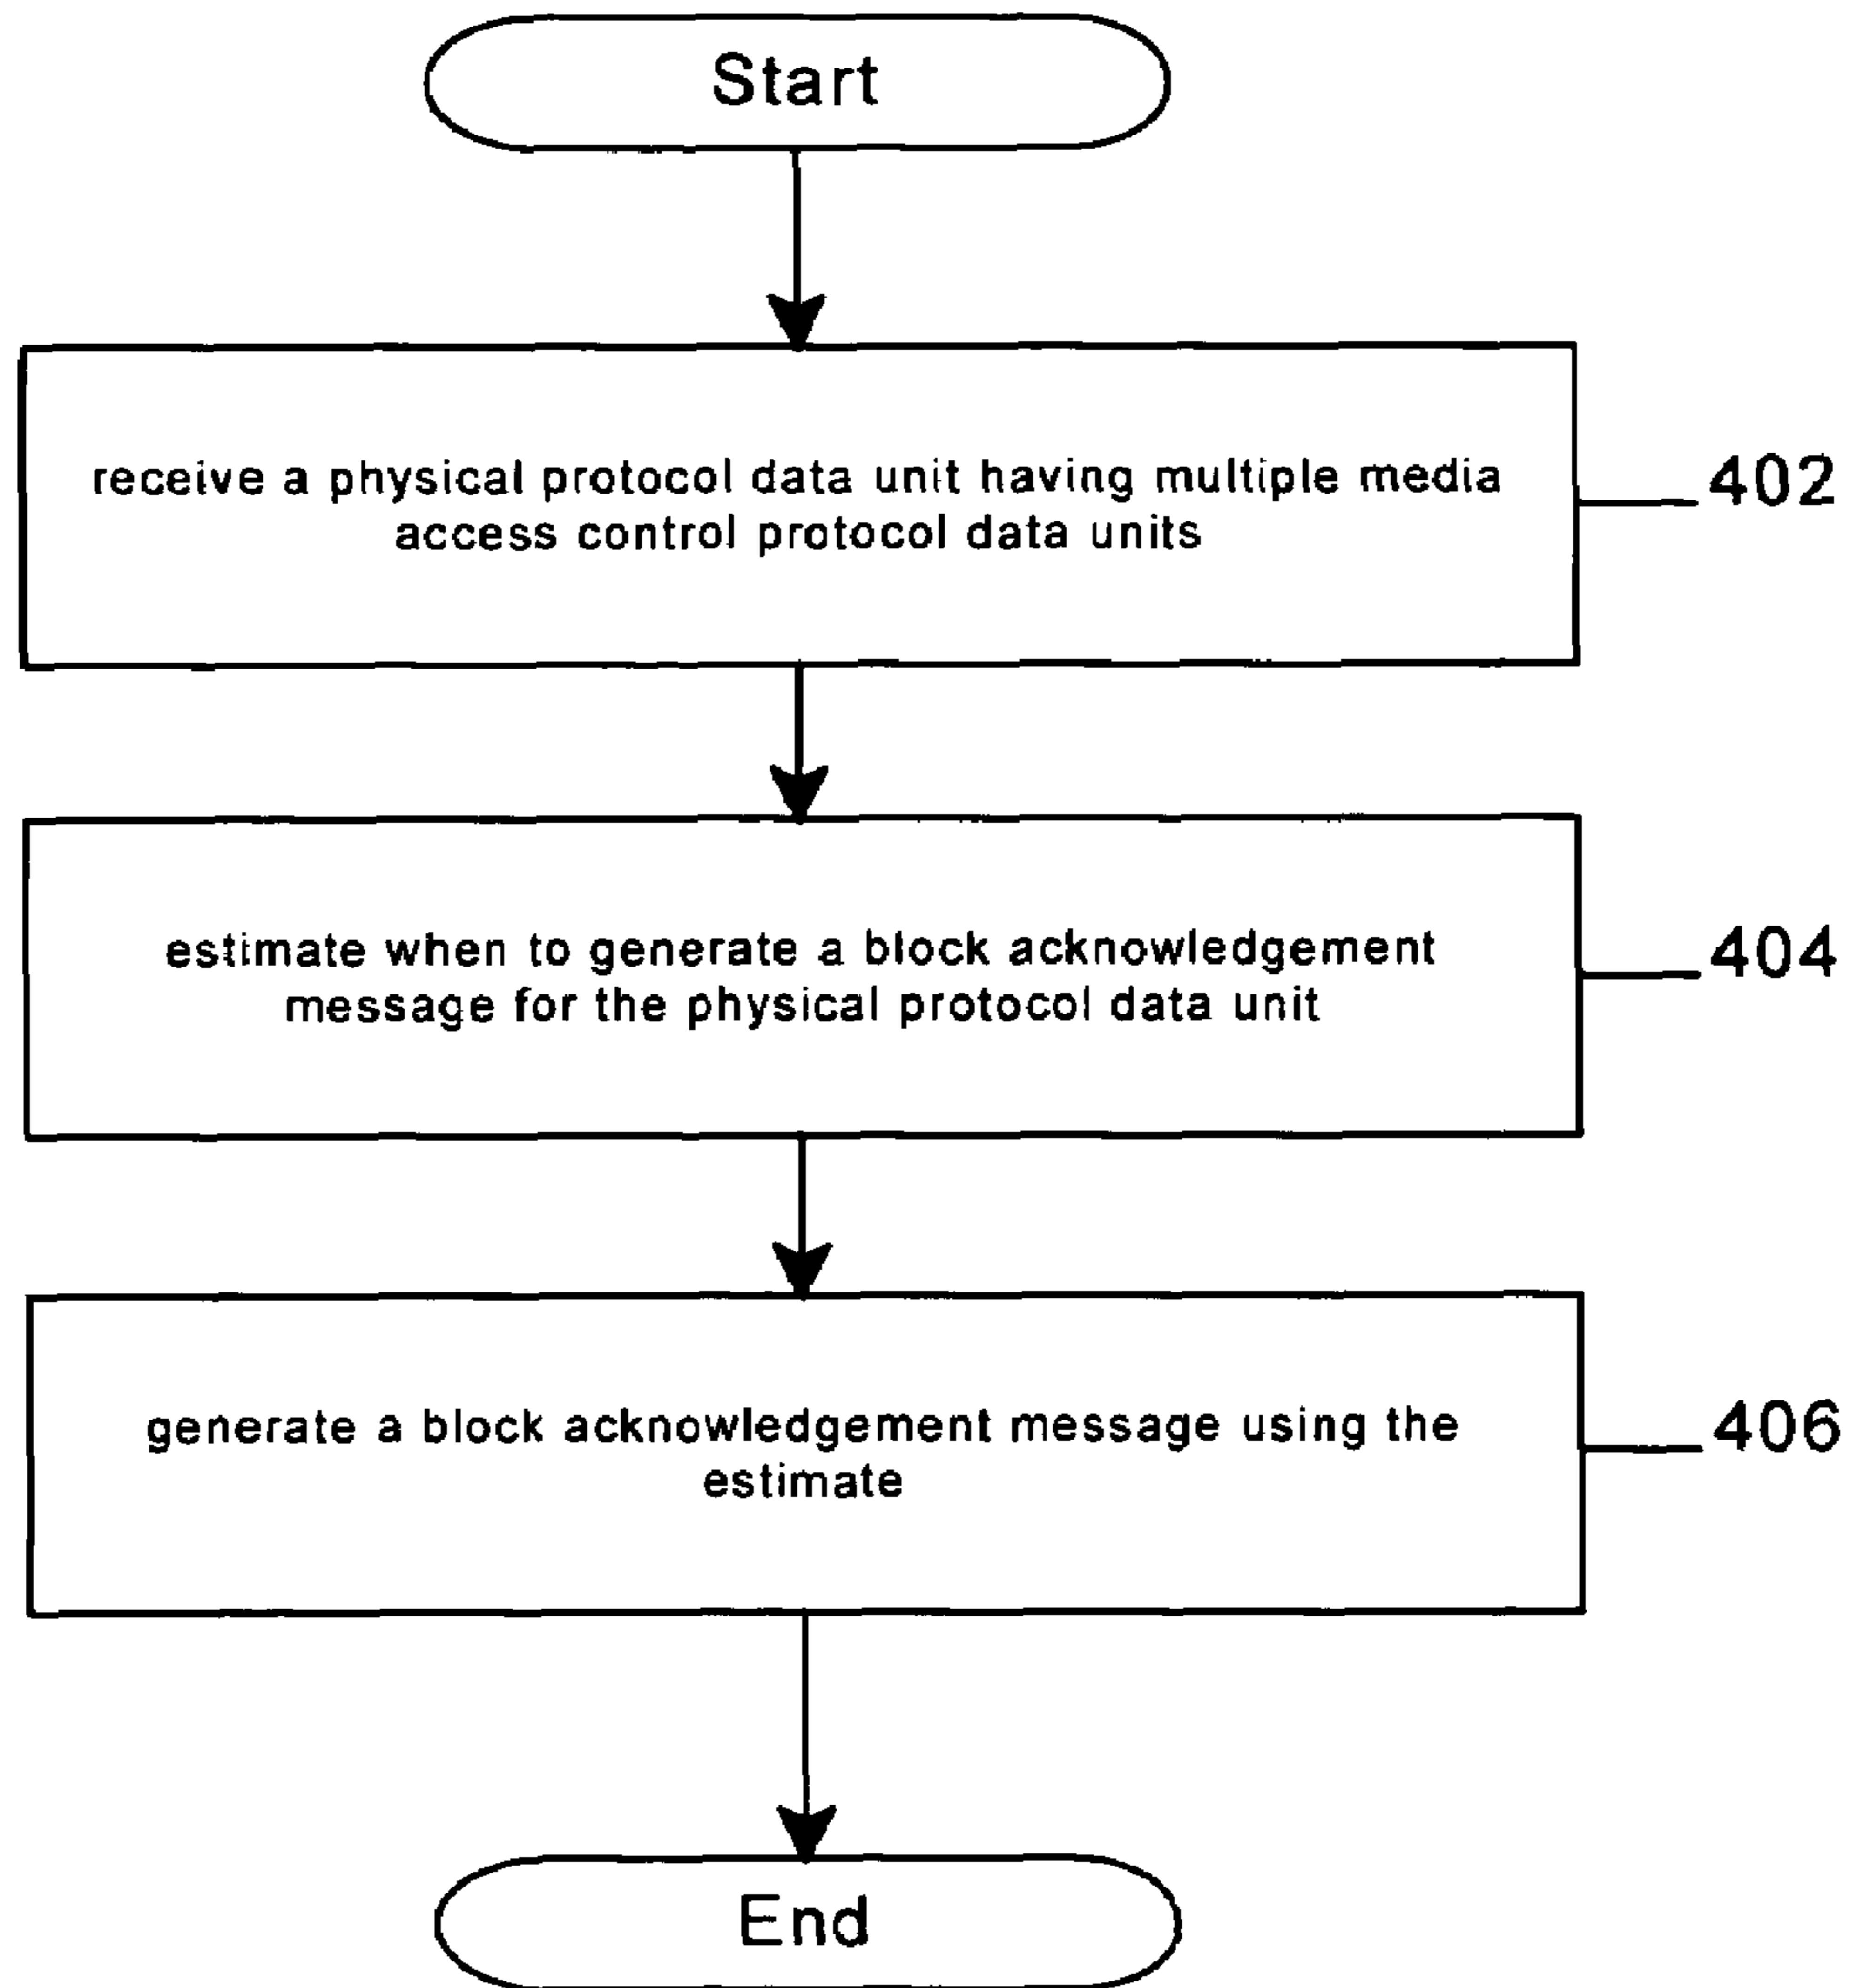 Start
receive a physical protocol data unit having multiple media
access control protocol data units
402
estimate when to generate a block acknowledgement
message for the physical protocol data unit
404
generate a block acknowledgement message using the
estimate
406
End